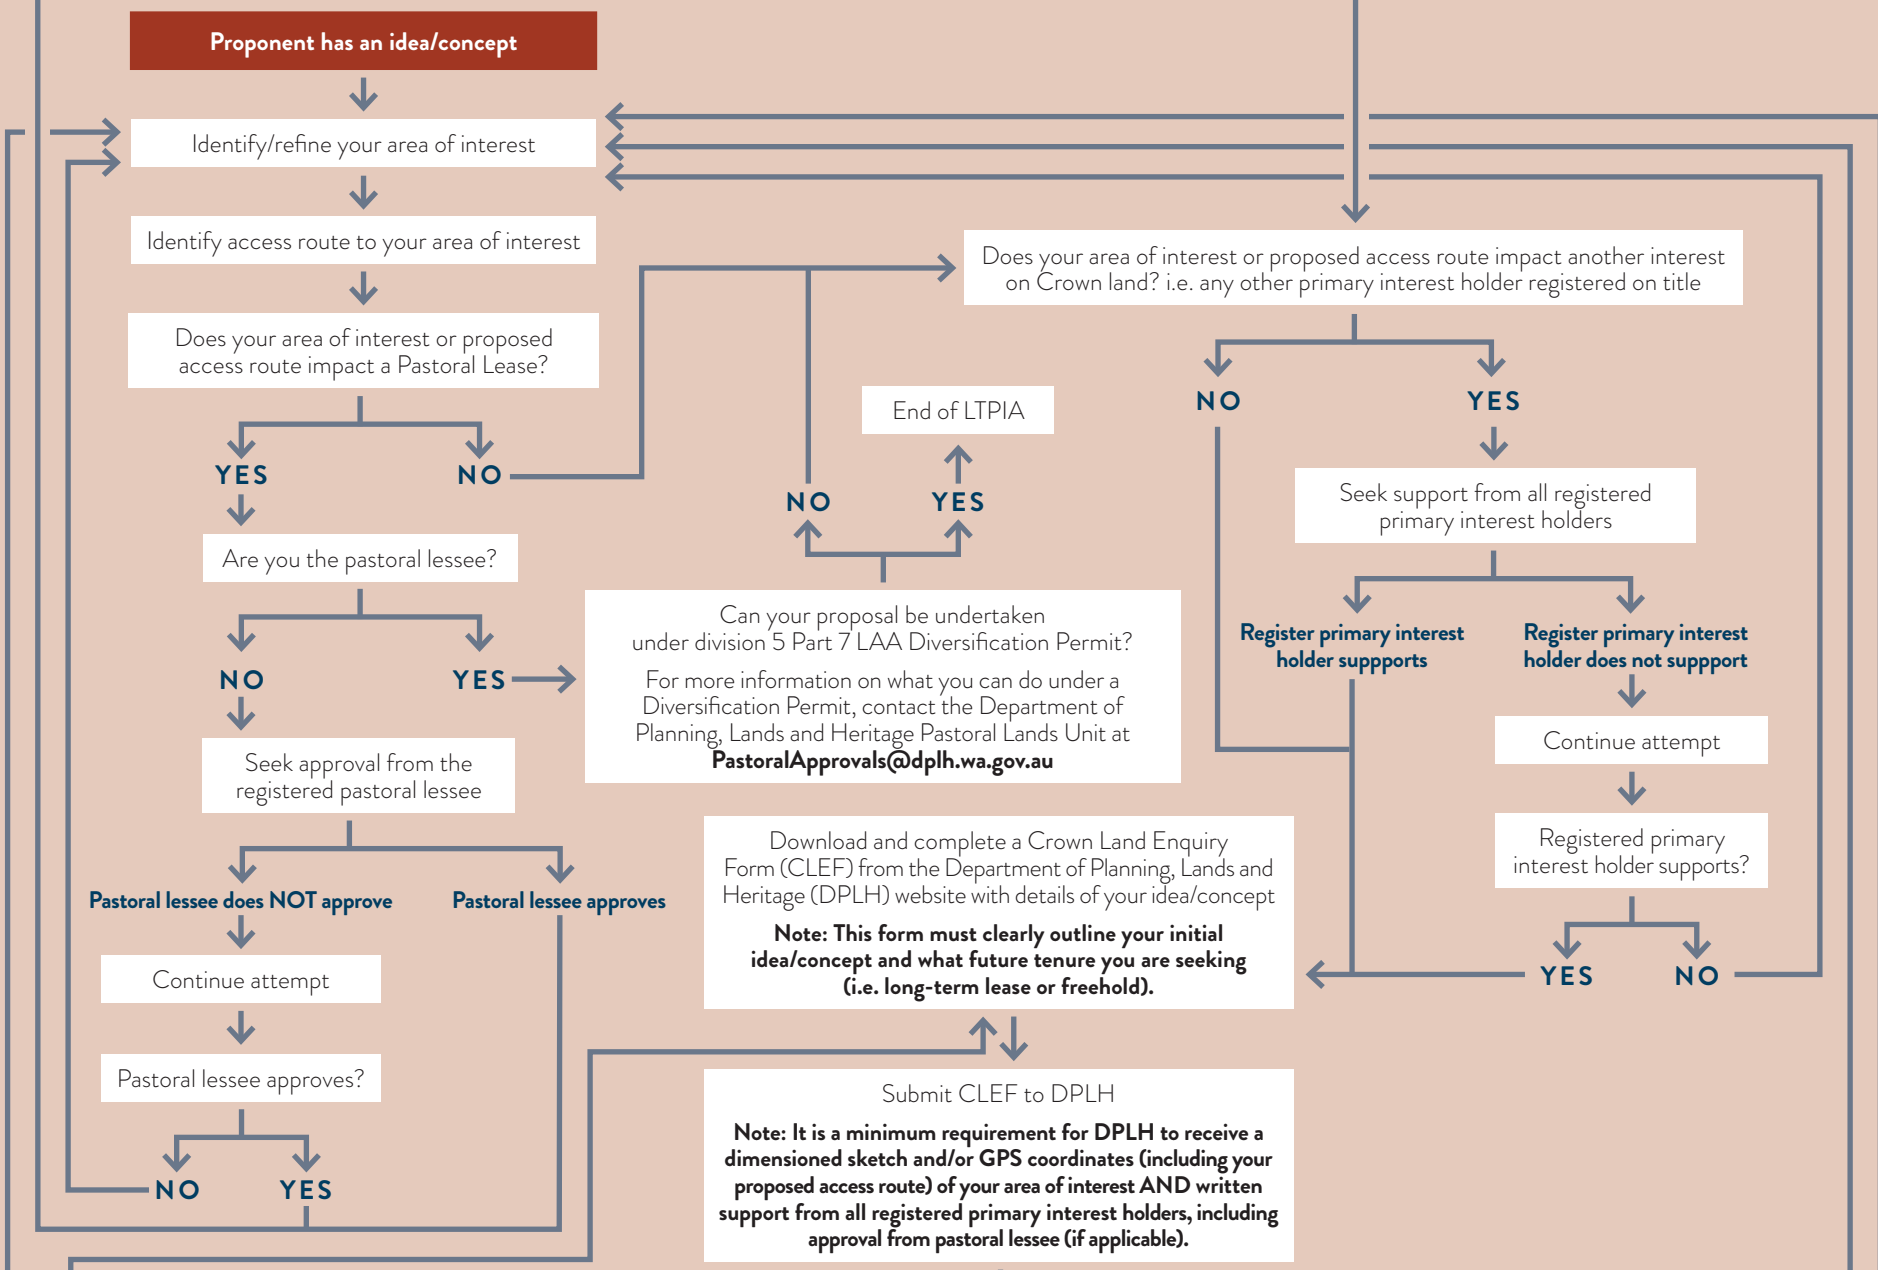 Proponent has an idea/concept
Identify/refine your area of interest
Identify access route to your area of interest
Does your area of interest or proposed
access route impact a Pastoral Lease?
YES
NO
Are you the pastoral lessee?
NO
YES
Seek approval from the
registered pastoral lessee
Pastoral lessee does NOT approve
Pastoral lessee approves
Continue attempt
Pastoral lessee approves?
NO
YES
End of LTPIA
NO
YES
Can your proposal be undertaken
under division 5 Part 7 LAA Diversification Permit?
For more information on what you can do under a
Diversification Permit, contact the Department of
Planning, Lands and Heritage Pastoral Lands Unit at
PastoralApprovals@dplh.wa.gov.au
Does your area of interest or proposed access route impact another interest
on Crown land? i.e. any other primary interest holder registered on title
NO
YES
Seek support from all registered
primary interest holders
Register primary interest
holder suppports
Register primary interest
holder does not suppport
Continue attempt
Registered primary
interest holder supports?
YES
NO
Download and complete a Crown Land Enquiry
Form (CLEF) from the Department of Planning, Lands and
Heritage (DPLH) website with details of your idea/concept
Note: This form must clearly outline your initial
idea/concept and what future tenure you are seeking
(i.e. long-term lease or freehold).
Submit CLEF to DPLH
Note: It is a minimum requirement for DPLH to receive a
dimensioned sketch and/or GPS coordinates (including your
proposed access route) of your area of interest AND written
support from all registered primary interest holders, including
approval from pastoral lessee (if applicable).